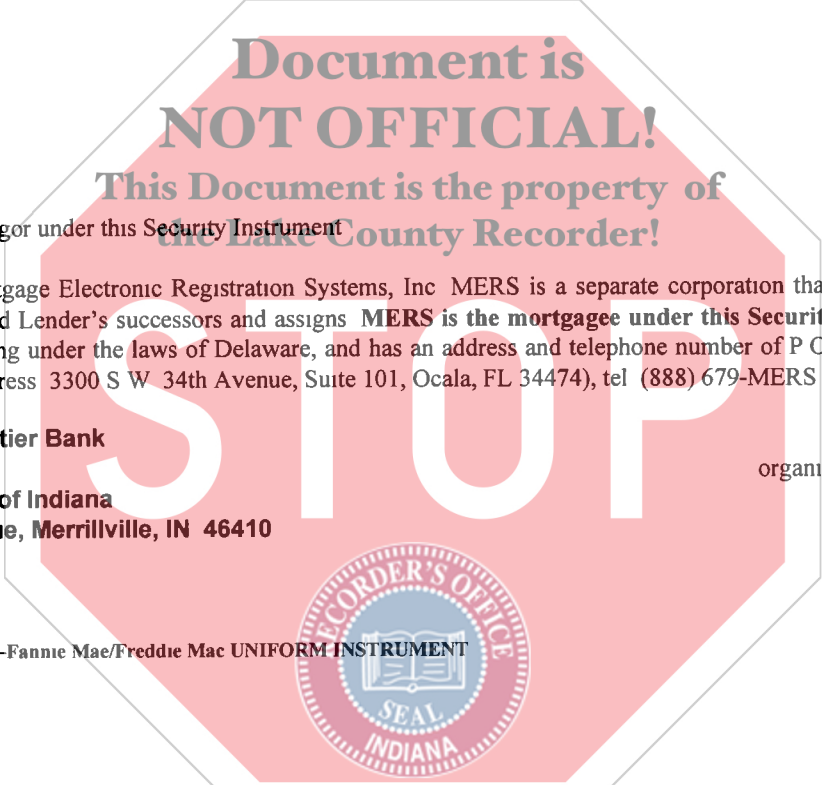 Document is
NOT OFFICIAL!
This Document is the property of
the Lake County Recorder!
gor under this Security Instrument
gage Electronic Registration Systems, Inc MERS is a separate corporation tha
d Lender's successors and assigns MERS is the mortgagee under this Securit
ng under the laws of Delaware, and has an address and telephone number of P O
ress 3300 S W 34th Avenue, Suite 101, Ocala, FL 34474), tel (888) 679-MERS
STOP
tier Bank
organi
of Indiana
ue, Merrillville, IN 46410
RECORDER'S OFFICE
-Fannie Mae/Freddie Mac UNIFORM INSTRUMENT
SEAL
INDIANA